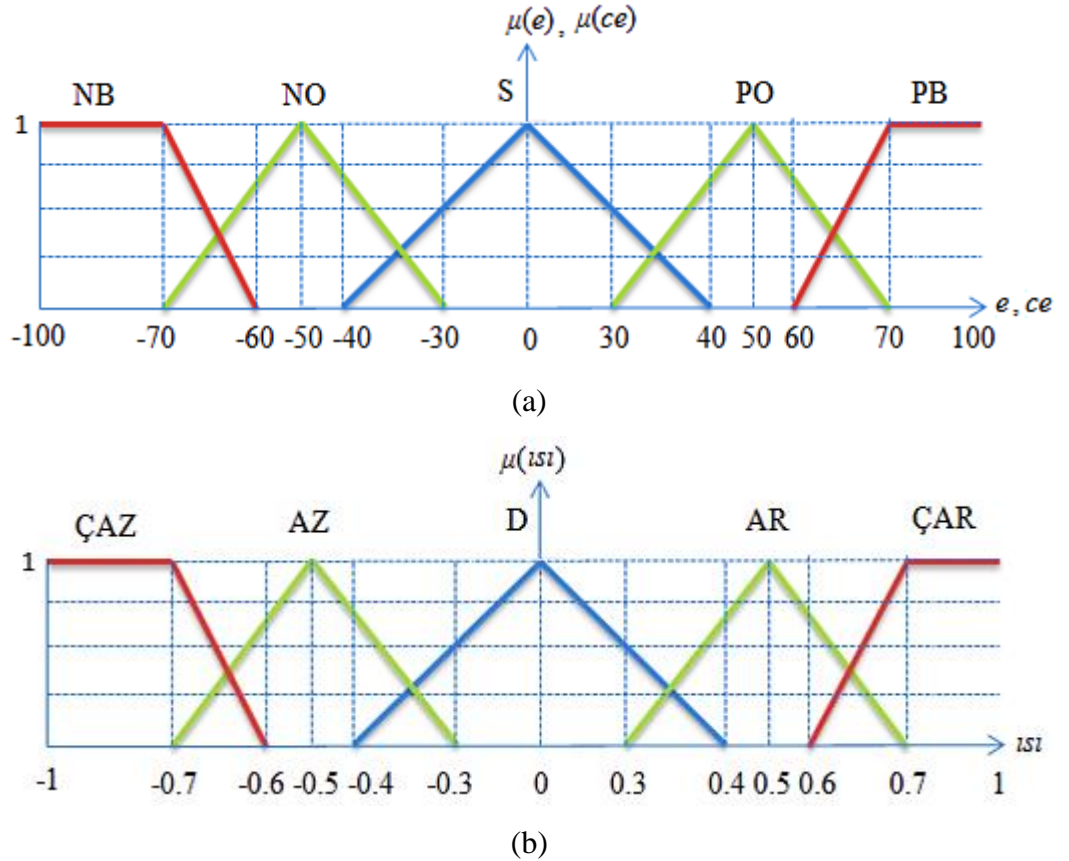 μ(e), μ(ce)
NB NO S PO PB
1
-100 -70 -60 -50 -40 -30 0 30 40 50 60 70 100 e, ce
(a)
μ(ısı)
ÇAZ AZ D AR ÇAR
1
-1 -0.7 -0.6 -0.5 -0.4 -0.3 0 0.3 0.4 0.5 0.6 0.7 1 ısı
(b)